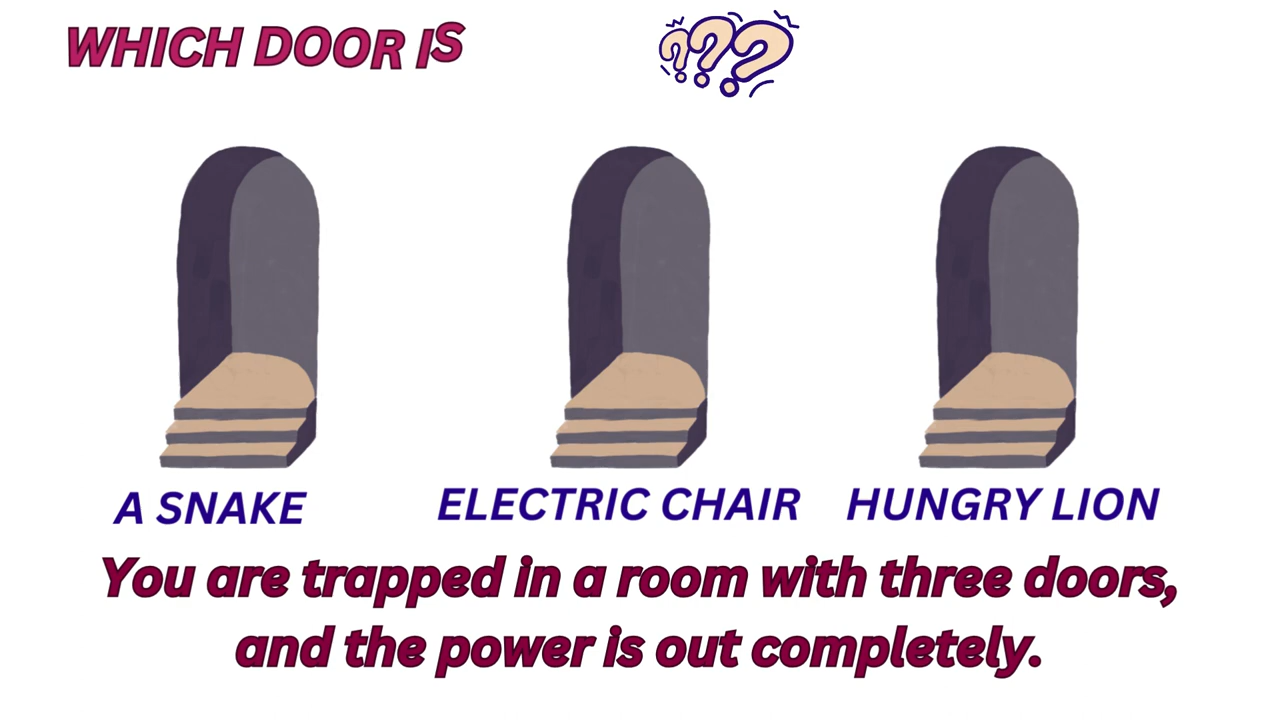 WHICH DOOR IS
???
A SNAKE
ELECTRIC CHAIR
HUNGRY LION
You are trapped in a room with three doors,
and the power is out completely.